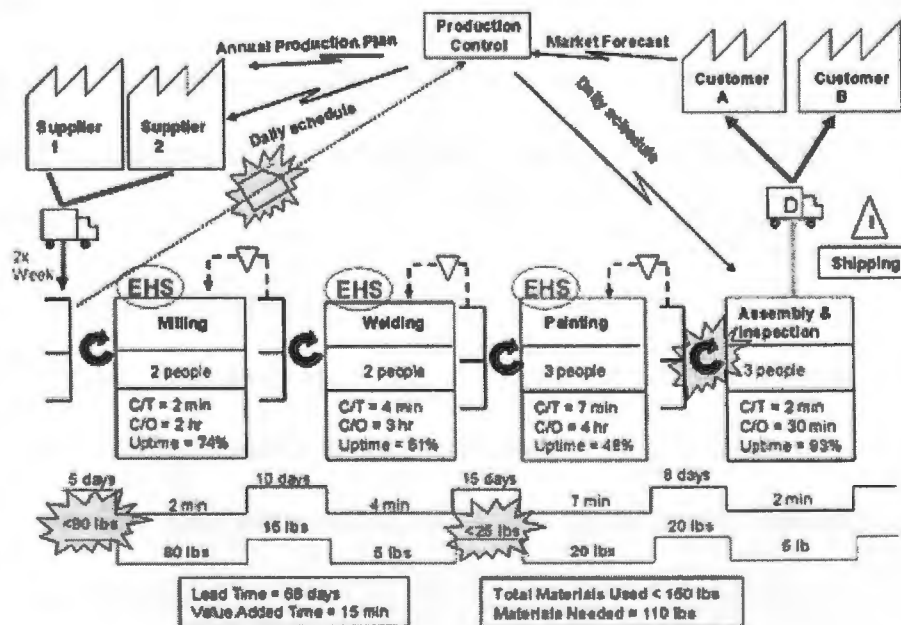 Production
Control
Annual Production Plan
Market Forecast
Customer
A
Customer
B
Supplier
1
Supplier
2
Daily schedule
Daily schedule
D
I
2x
Week
Shipping
EHS
EHS
EHS
Milling
Welding
Painting
Assembly &
Inspection
2 people
2 people
3 people
3 people
C/T = 2 min
C/O = 2 hr
Uptime = 74%
C/T = 4 min
C/O = 3 hr
Uptime = 61%
C/T = 7 min
C/O = 4 hr
Uptime = 48%
C/T = 2 min
C/O = 30 min
Uptime = 93%
5 days
10 days
15 days
8 days
2 min
4 min
7 min
2 min
15 lbs
<25 lbs
20 lbs
80 lbs
5 lbs
20 lbs
5 lb
Lead Time = 68 days
Value Added Time = 15 min
Total Materials Used < 150 lbs
Materials Needed = 110 lbs